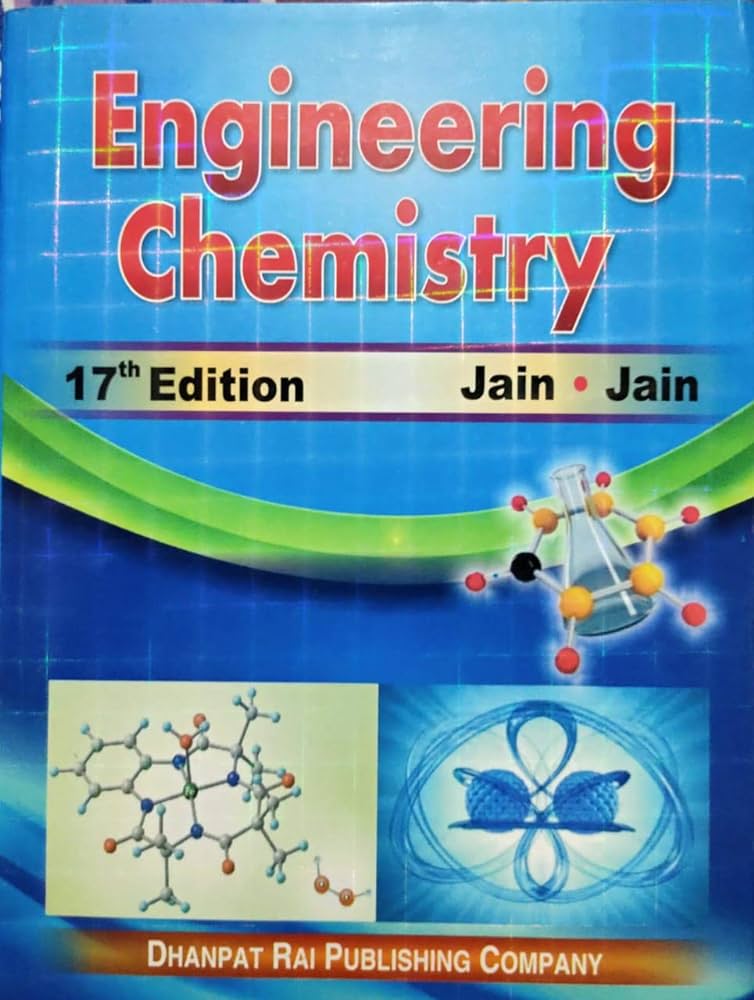 Engineering
Chemistry
17th Edition Jain • Jain
DHANPAT RAI PUBLISHING COMPANY